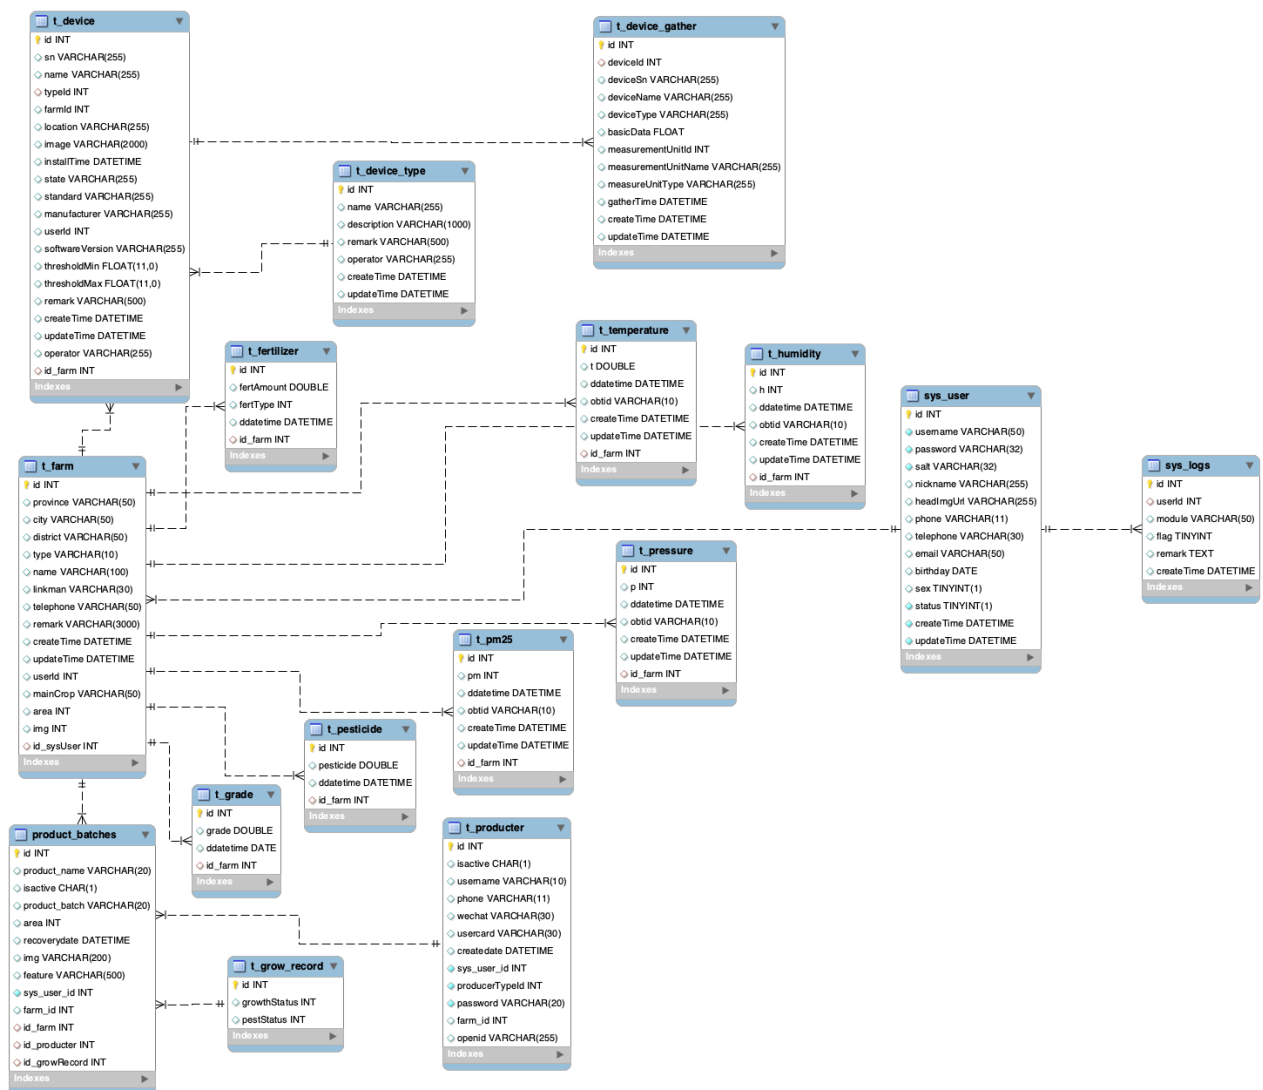 t_device
id INT
sn VARCHAR(255)
name VARCHAR(255)
typeId INT
farmId INT
location VARCHAR(255)
image VARCHAR(2000)
installTime DATETIME
state VARCHAR(255)
standard VARCHAR(255)
manufacturer VARCHAR(255)
userId INT
softwareVersion VARCHAR(255)
thresholdMin FLOAT(11,0)
thresholdMax FLOAT(11,0)
remark VARCHAR(500)
createTime DATETIME
updateTime DATETIME
operator VARCHAR(255)
id_farm INT
Indexes
t_device_gather
id INT
deviceId INT
deviceSn VARCHAR(255)
deviceName VARCHAR(255)
deviceType VARCHAR(255)
basicData FLOAT
measurementUnitId INT
measurementUnitName VARCHAR(255)
measureUnitType VARCHAR(255)
gatherTime DATETIME
createTime DATETIME
updateTime DATETIME
Indexes
t_device_type
id INT
name VARCHAR(255)
description VARCHAR(1000)
remark VARCHAR(500)
operator VARCHAR(255)
createTime DATETIME
updateTime DATETIME
Indexes
t_fertilizer
id INT
fertAmount DOUBLE
fertType INT
ddatetime DATETIME
id_farm INT
Indexes
t_temperature
id INT
t DOUBLE
ddatetime DATETIME
obtid VARCHAR(10)
createTime DATETIME
updateTime DATETIME
id_farm INT
Indexes
t_humidity
id INT
h INT
ddatetime DATETIME
obtid VARCHAR(10)
createTime DATETIME
updateTime DATETIME
id_farm INT
Indexes
sys_user
id INT
username VARCHAR(50)
password VARCHAR(32)
salt VARCHAR(32)
nickname VARCHAR(255)
headImgUrl VARCHAR(255)
phone VARCHAR(11)
telephone VARCHAR(30)
email VARCHAR(50)
birthday DATE
sex TINYINT(1)
status TINYINT(1)
createTime DATETIME
updateTime DATETIME
Indexes
sys_logs
id INT
userId INT
module VARCHAR(50)
flag TINYINT
remark TEXT
createTime DATETIME
Indexes
t_farm
id INT
province VARCHAR(50)
city VARCHAR(50)
district VARCHAR(50)
type VARCHAR(10)
name VARCHAR(100)
linkman VARCHAR(30)
telephone VARCHAR(50)
remark VARCHAR(3000)
createTime DATETIME
updateTime DATETIME
userId INT
mainCrop VARCHAR(50)
area INT
img INT
id_sysUser INT
Indexes
t_pressure
id INT
p INT
ddatetime DATETIME
obtid VARCHAR(10)
createTime DATETIME
updateTime DATETIME
id_farm INT
Indexes
t_pm25
id INT
pm INT
ddatetime DATETIME
obtid VARCHAR(10)
createTime DATETIME
updateTime DATETIME
id_farm INT
Indexes
t_pesticide
id INT
pesticide DOUBLE
ddatetime DATETIME
id_farm INT
Indexes
t_grade
id INT
grade DOUBLE
ddatetime DATE
id_farm INT
Indexes
product_batches
id INT
product_name VARCHAR(20)
isactive CHAR(1)
product_batch VARCHAR(20)
area INT
recoverydate DATETIME
img VARCHAR(200)
feature VARCHAR(500)
sys_user_id INT
farm_id INT
id_farm INT
id_producter INT
id_growRecord INT
Indexes
t_producter
id INT
isactive CHAR(1)
username VARCHAR(10)
phone VARCHAR(11)
wechat VARCHAR(30)
usercard VARCHAR(30)
createdate DATETIME
sys_user_id INT
producerTypeId INT
password VARCHAR(20)
farm_id INT
openid VARCHAR(255)
Indexes
t_grow_record
id INT
growthStatus INT
pestStatus INT
Indexes